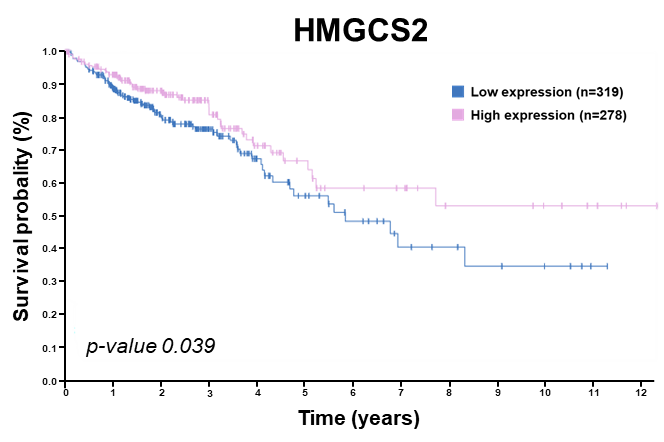 HMGCS2
Low expression (n=319)
High expression (n=278)
Survival probality (%)
1.0
0.9
0.8
0.7
0.6
0.5
0.4
0.3
0.2
0.1
0.0
p-value 0.039
0 1 2 3 4 5 6 7 8 9 10 11 12
Time (years)